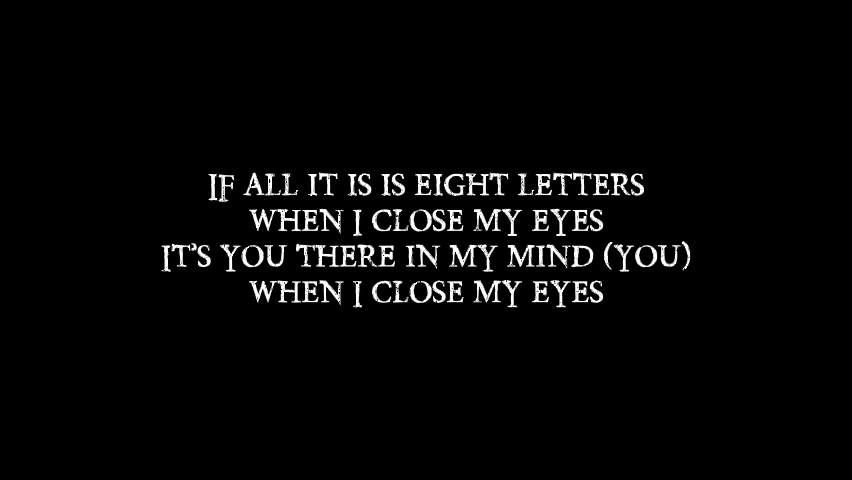 IF ALL IT IS IS EIGHT LETTERS
WHEN I CLOSE MY EYES
IT'S YOU THERE IN MY MIND (YOU)
WHEN I CLOSE MY EYES